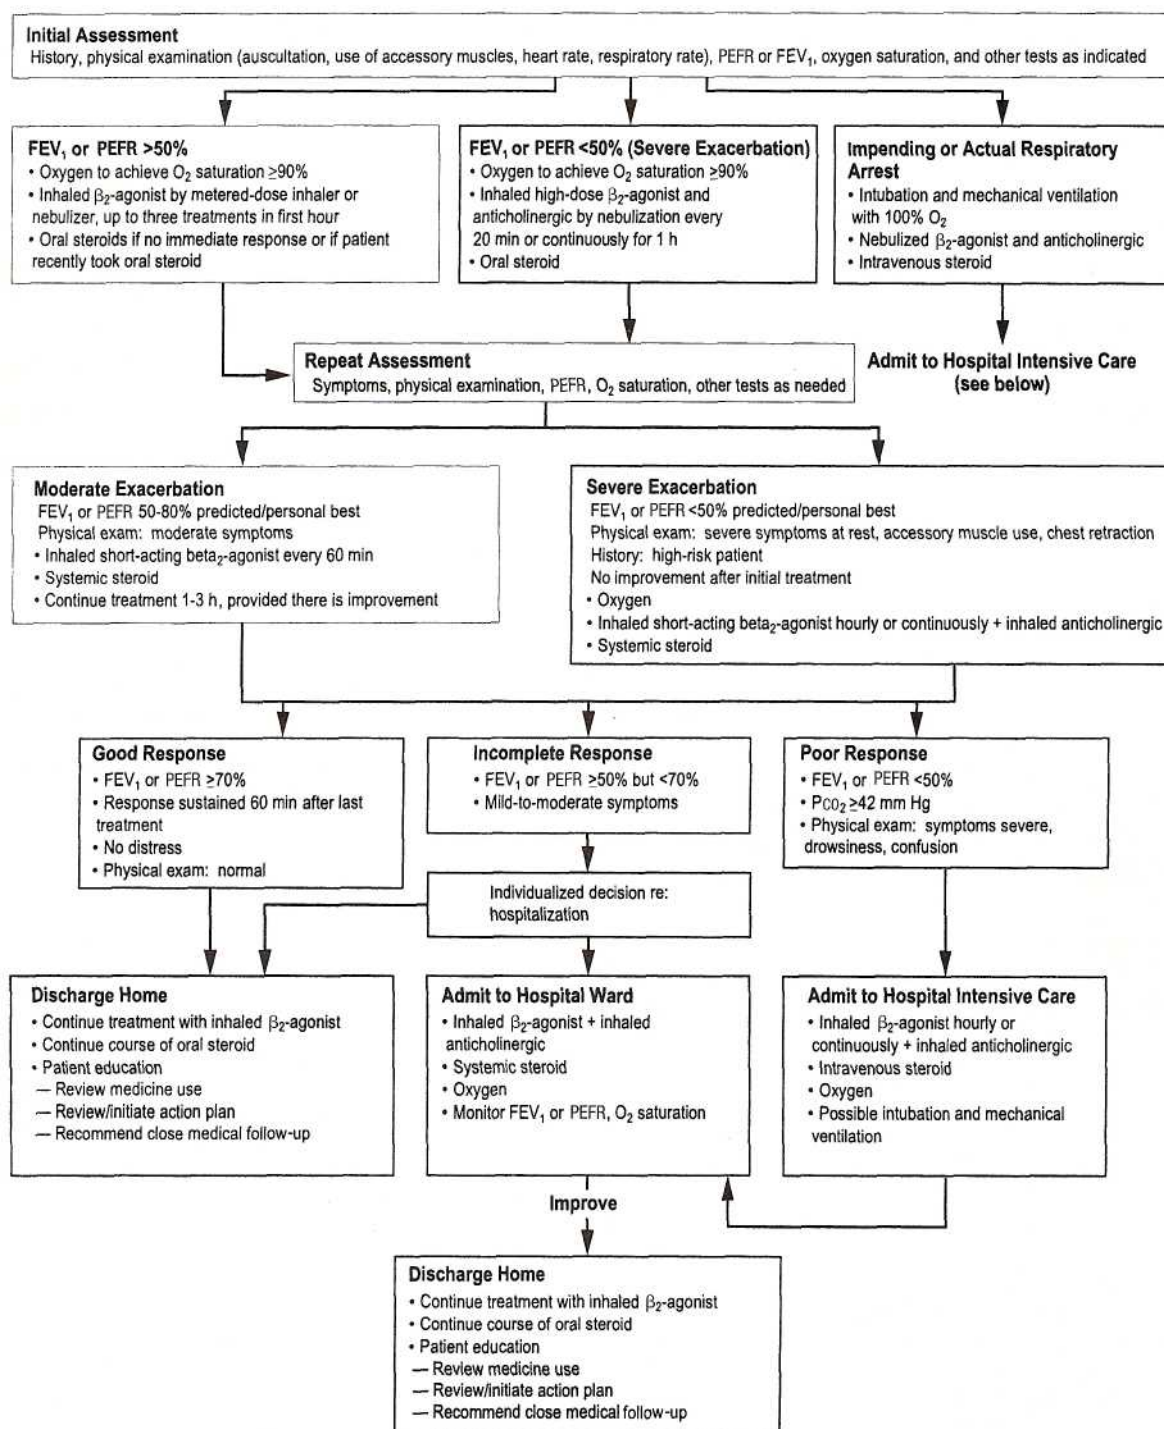 Initial Assessment
History, physical examination (auscultation, use of accessory muscles, heart rate, respiratory rate), PEFR or FEV₁, oxygen saturation, and other tests as indicated
FEV₁ or PEFR >50%
• Oxygen to achieve O₂ saturation ≥90%
• Inhaled β₂-agonist by metered-dose inhaler or
nebulizer, up to three treatments in first hour
• Oral steroids if no immediate response or if patient
recently took oral steroid
FEV₁ or PEFR <50% (Severe Exacerbation)
• Oxygen to achieve O₂ saturation ≥90%
• Inhaled high-dose β₂-agonist and
anticholinergic by nebulization every
20 min or continuously for 1 h
• Oral steroid
Impending or Actual Respiratory
Arrest
• Intubation and mechanical ventilation
with 100% O₂
• Nebulized β₂-agonist and anticholinergic
• Intravenous steroid
Repeat Assessment
Symptoms, physical examination, PEFR, O₂ saturation, other tests as needed
Admit to Hospital Intensive Care
(see below)
Moderate Exacerbation
FEV₁ or PEFR 50-80% predicted/personal best
Physical exam: moderate symptoms
• Inhaled short-acting beta₂-agonist every 60 min
• Systemic steroid
• Continue treatment 1-3 h, provided there is improvement
Severe Exacerbation
FEV₁ or PEFR <50% predicted/personal best
Physical exam: severe symptoms at rest, accessory muscle use, chest retraction
History: high-risk patient
No improvement after initial treatment
• Oxygen
• Inhaled short-acting beta₂-agonist hourly or continuously + inhaled anticholinergic
• Systemic steroid
Good Response
• FEV₁ or PEFR ≥70%
• Response sustained 60 min after last
treatment
• No distress
• Physical exam: normal
Incomplete Response
• FEV₁ or PEFR ≥50% but <70%
• Mild-to-moderate symptoms
Poor Response
• FEV₁ or PEFR <50%
• PCO₂ ≥42 mm Hg
• Physical exam: symptoms severe,
drowsiness, confusion
Individualized decision re:
hospitalization
Discharge Home
• Continue treatment with inhaled β₂-agonist
• Continue course of oral steroid
• Patient education
— Review medicine use
— Review/initiate action plan
— Recommend close medical follow-up
Admit to Hospital Ward
• Inhaled β₂-agonist + inhaled
anticholinergic
• Systemic steroid
• Oxygen
• Monitor FEV₁ or PEFR, O₂ saturation
Admit to Hospital Intensive Care
• Inhaled β₂-agonist hourly or
continuously + inhaled anticholinergic
• Intravenous steroid
• Oxygen
• Possible intubation and mechanical
ventilation
Improve
Discharge Home
• Continue treatment with inhaled β₂-agonist
• Continue course of oral steroid
• Patient education
— Review medicine use
— Review/initiate action plan
— Recommend close medical follow-up